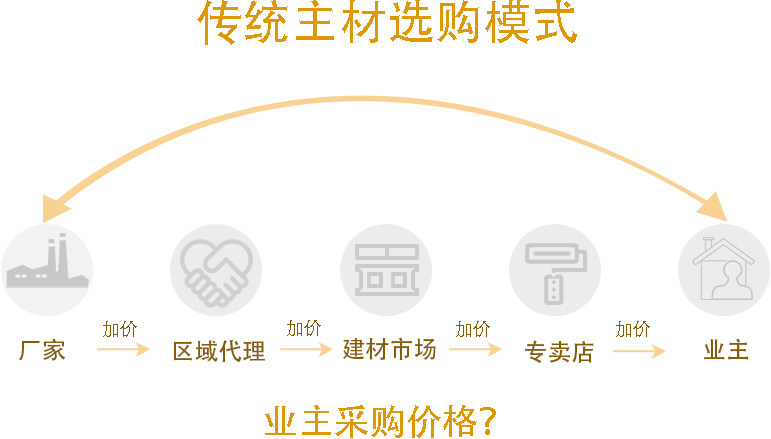 传统主材选购模式
加价 加价 加价 加价
厂家 区域代理 建材市场 专卖店 业主
业主采购价格?